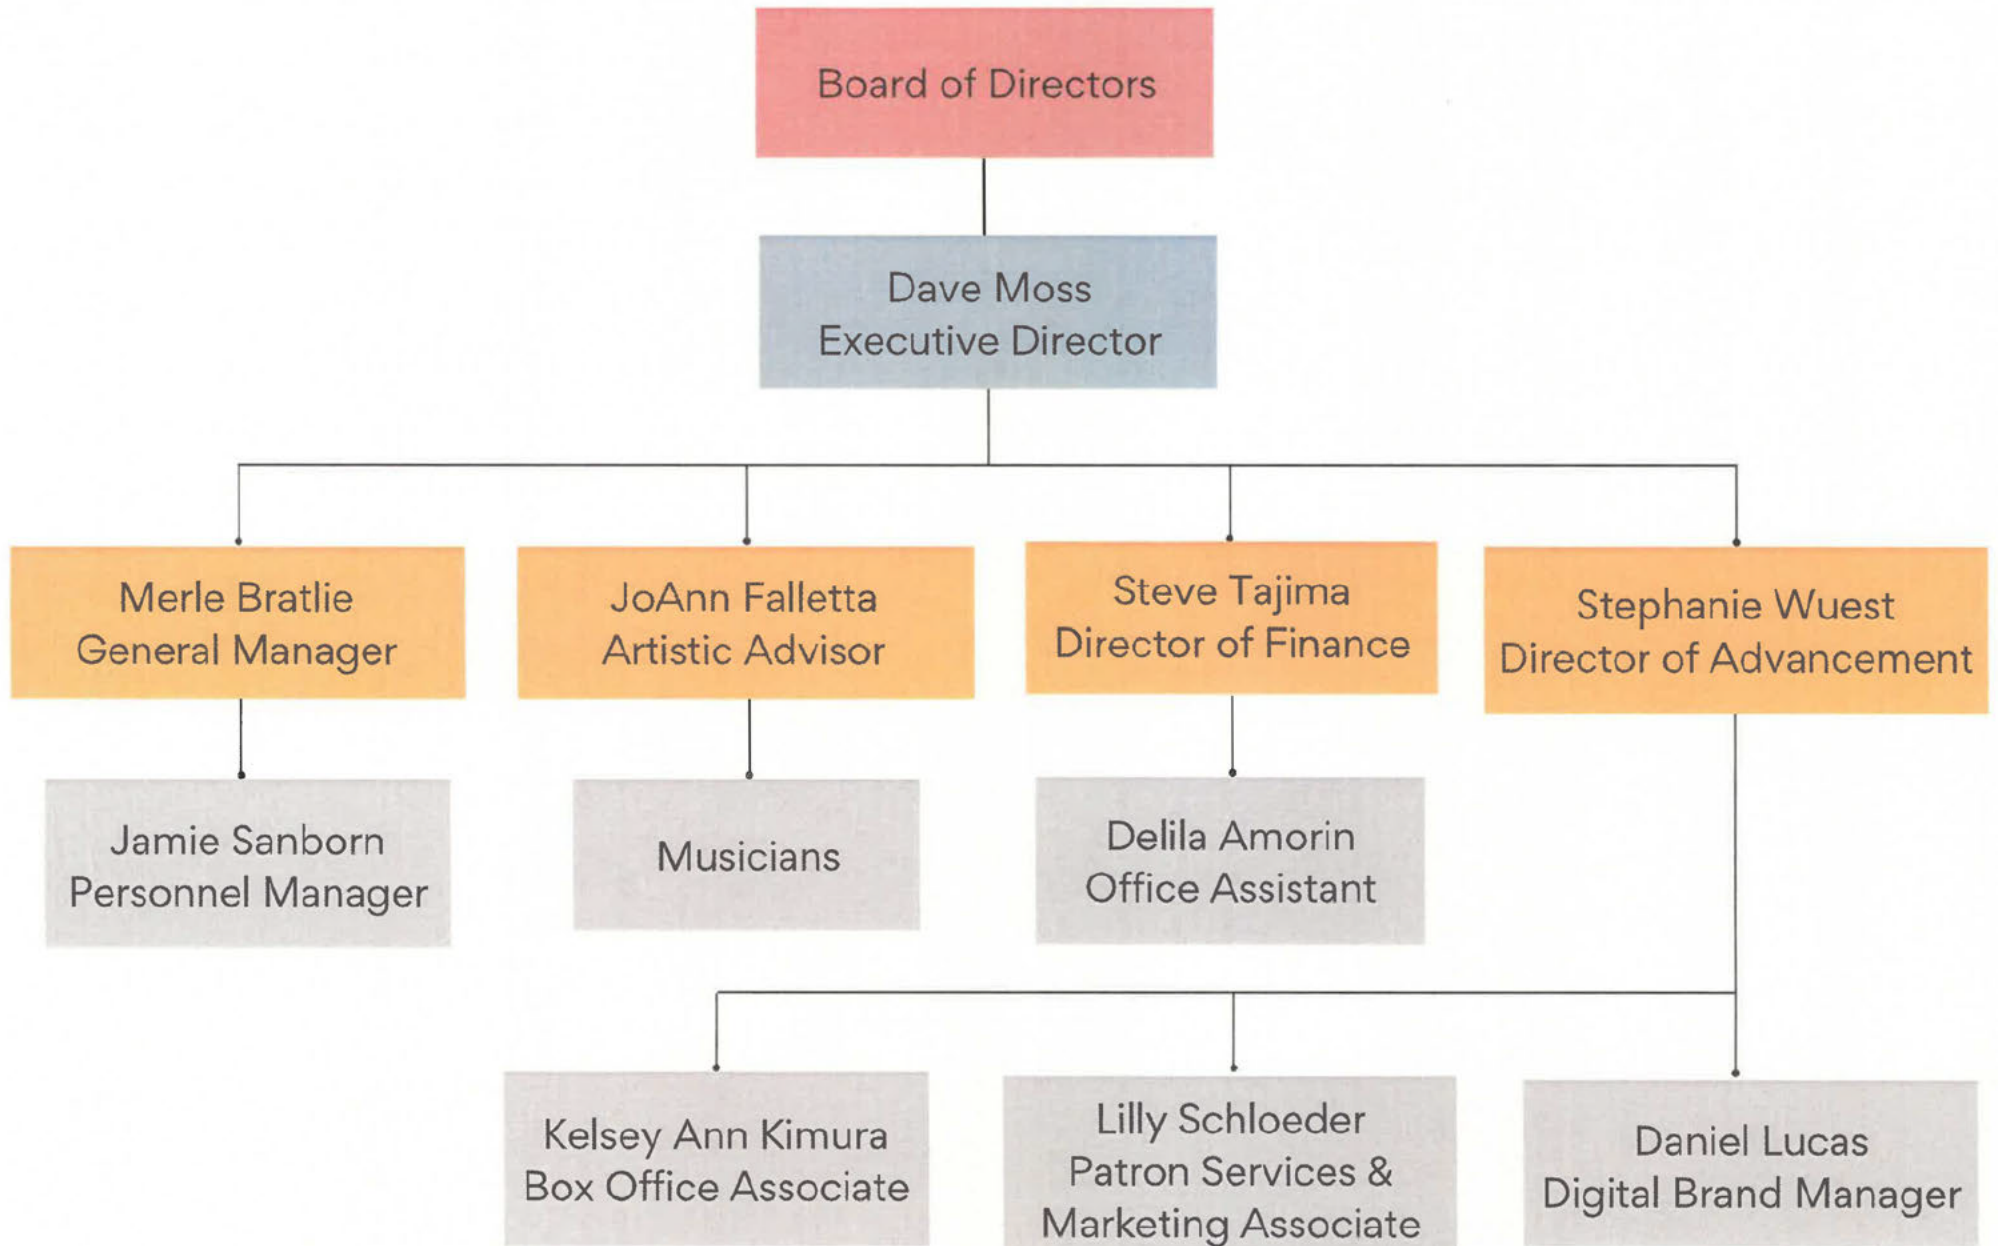 Board of Directors
Dave Moss
Executive Director
Merle Bratlie
General Manager
JoAnn Falletta
Artistic Advisor
Steve Tajima
Director of Finance
Stephanie Wuest
Director of Advancement
Jamie Sanborn
Personnel Manager
Musicians
Delila Amorin
Office Assistant
Kelsey Ann Kimura
Box Office Associate
Lilly Schloeder
Patron Services &
Marketing Associate
Daniel Lucas
Digital Brand Manager